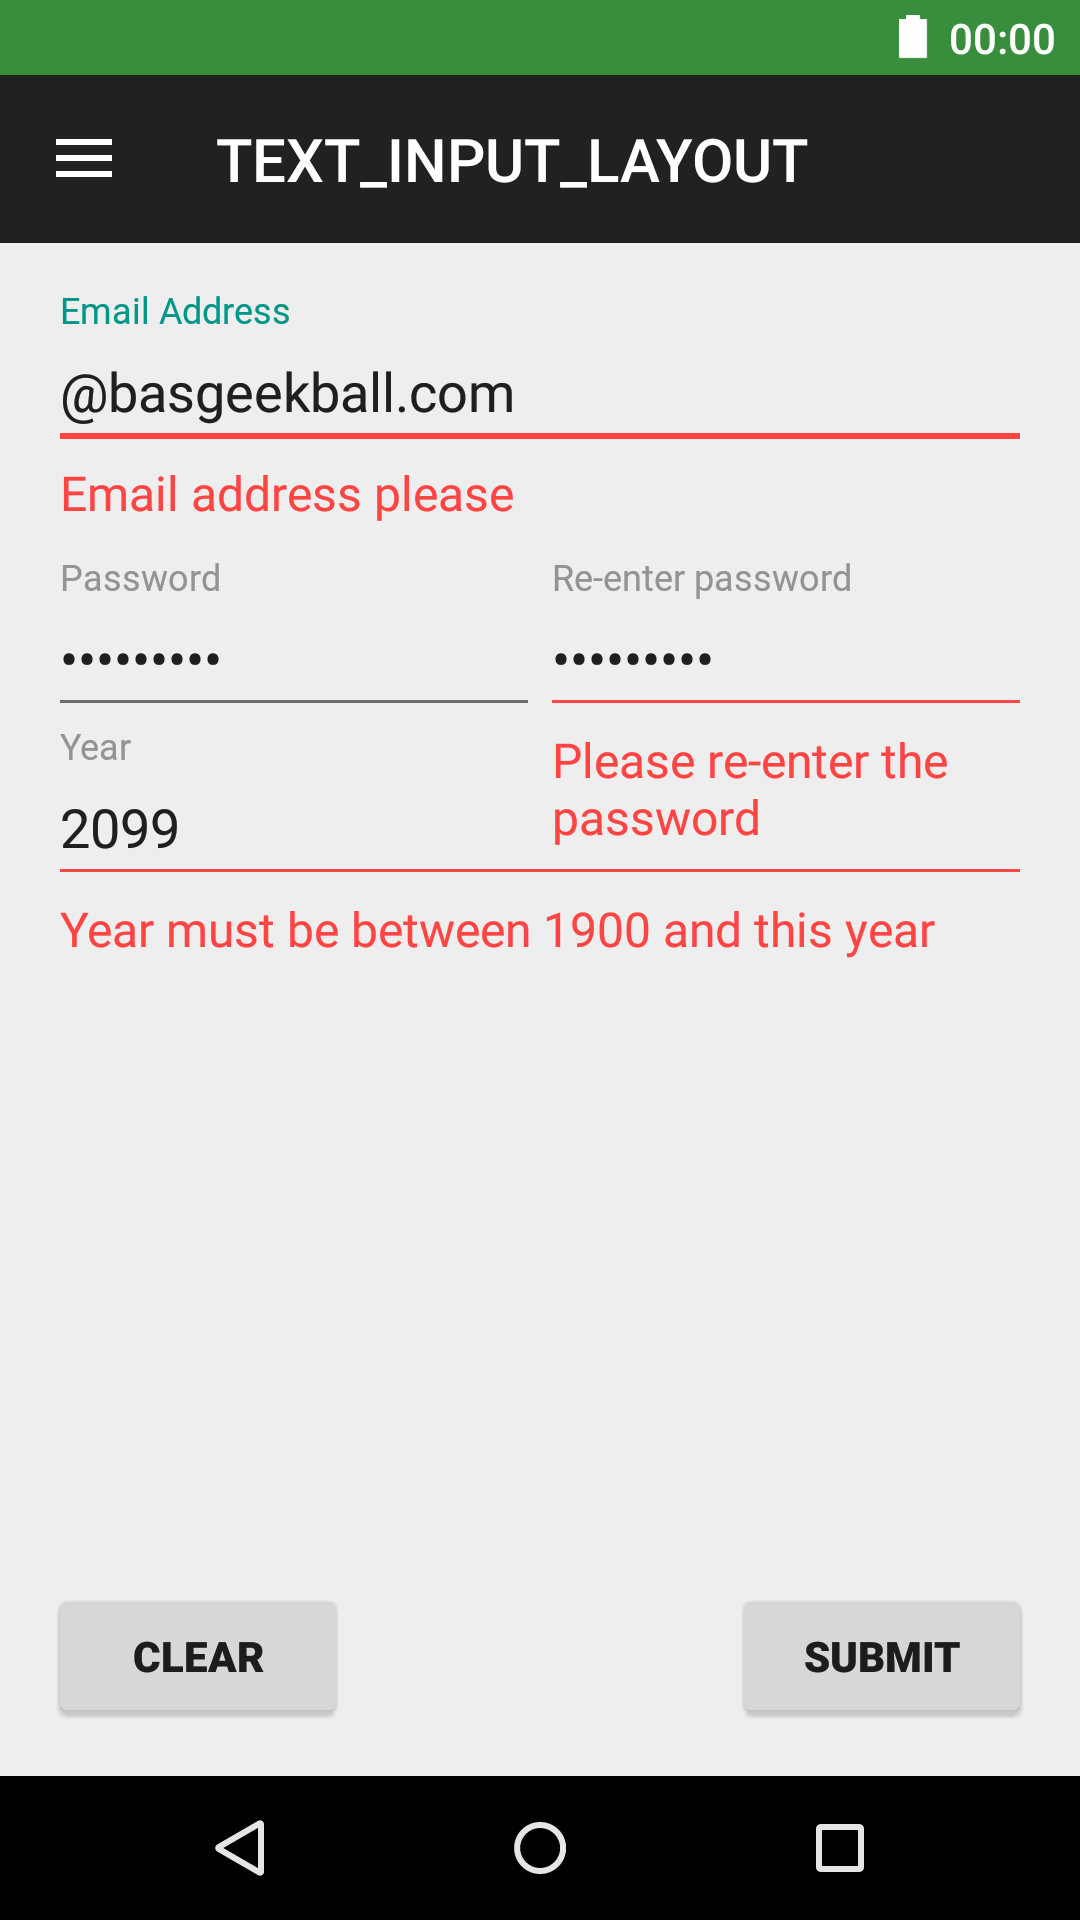 00:00
TEXT_INPUT_LAYOUT
Email Address
@basgeekball.com
Email address please
Password
•••••••••
Re-enter password
•••••••••
Please re-enter the
password
Year
2099
Year must be between 1900 and this year
CLEAR
SUBMIT